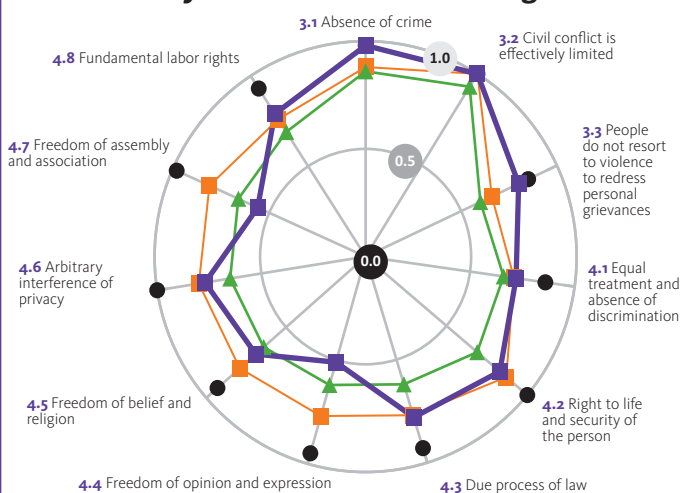 3.1 Absence of crime
3.2 Civil conflict is
effectively limited
4.8 Fundamental labor rights
1.0
3.3 People
do not resort
to violence
to redress
personal
grievances
4.7 Freedom of assembly
and association
0.5
0.0
4.6 Arbitrary
interference of
privacy
4.1 Equal
treatment and
absence of
discrimination
4.5 Freedom of belief and
religion
4.2 Right to life
and security of
the person
4.4 Freedom of opinion and expression
4.3 Due process of law